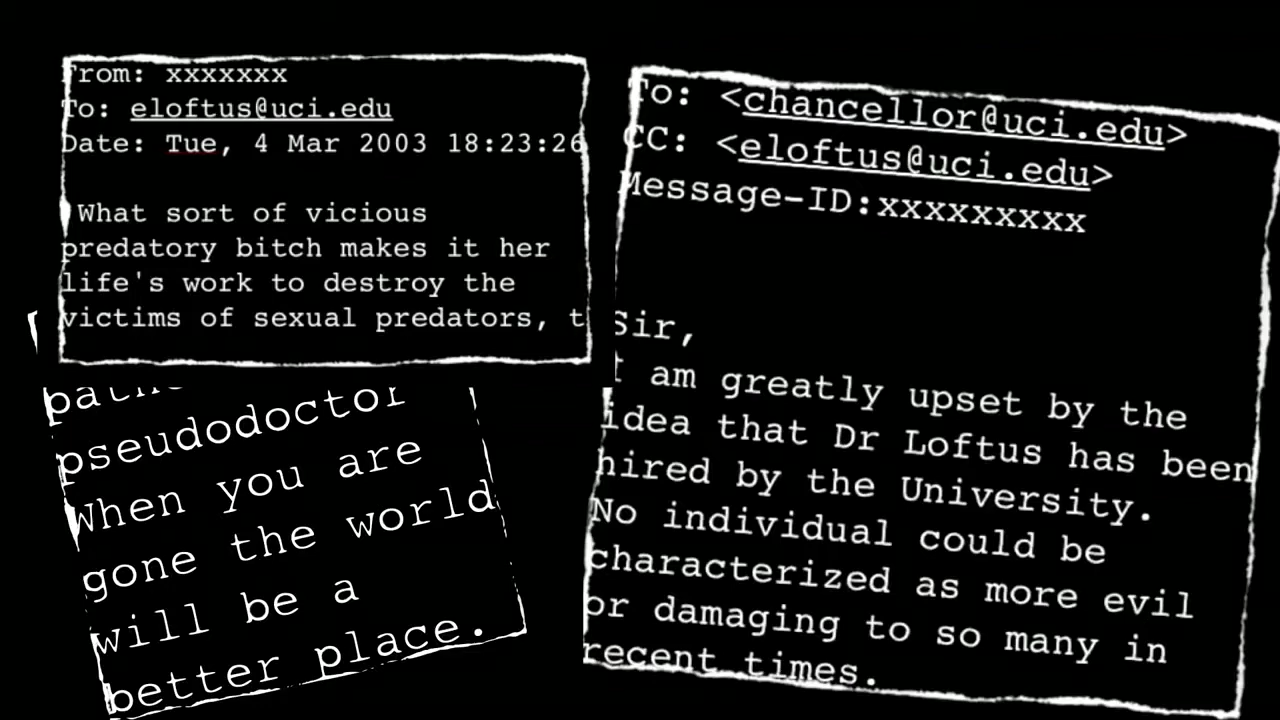 From: xxxxxxx
To: eloftus@uci.edu
Date: Tue, 4 Mar 2003 18:23:26
What sort of vicious
predatory bitch makes it her
life's work to destroy the
victims of sexual predators, t
pseudodoctor
When you are
gone the world
will be a
better place.
To: <chancellor@uci.edu>
CC: <eloftus@uci.edu>
Message-ID:xxxxxxxxx
Sir,
I am greatly upset by the
idea that Dr Loftus has been
hired by the University.
No individual could be
characterized as more evil
or damaging to so many in
recent times.